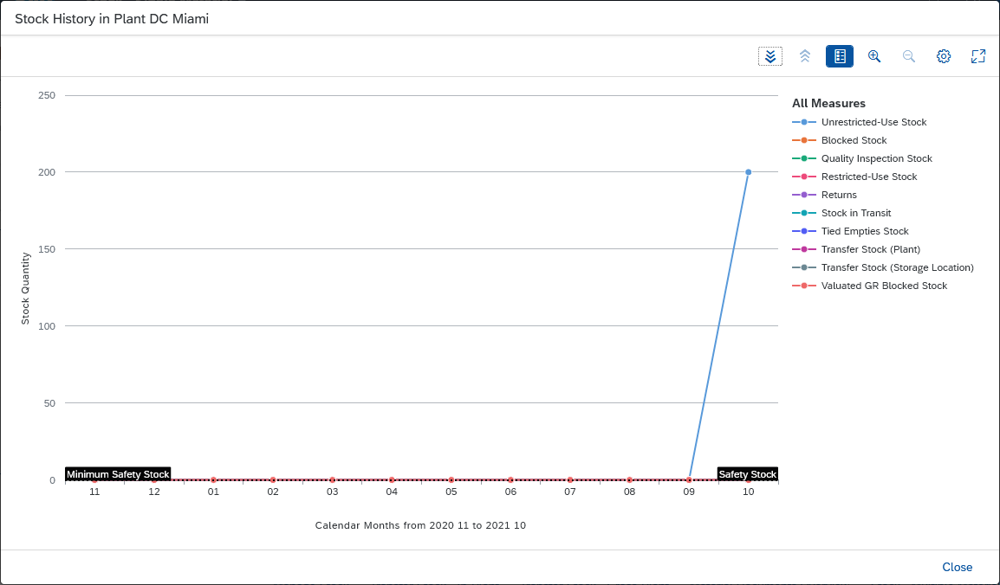 Stock History in Plant DC Miami
250
200
150
100
50
0
Stock Quantity
Minimum Safety Stock
Safety Stock
11 12 01 02 03 04 05 06 07 08 09 10
Calendar Months from 2020 11 to 2021 10
All Measures
Unrestricted-Use Stock
Blocked Stock
Quality Inspection Stock
Restricted-Use Stock
Returns
Stock in Transit
Tied Empties Stock
Transfer Stock (Plant)
Transfer Stock (Storage Location)
Valuated GR Blocked Stock
Close